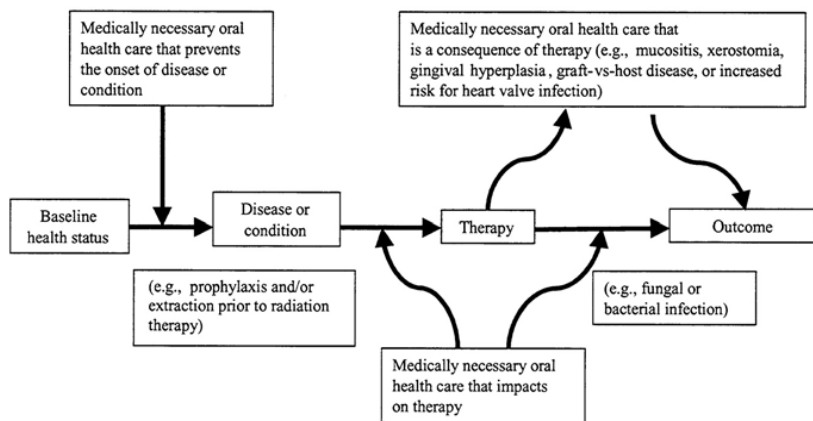 Medically necessary oral
health care that prevents
the onset of disease or
condition
Medically necessary oral health care that
is a consequence of therapy (e.g., mucositis, xerostomia,
gingival hyperplasia, graft-vs-host disease, or increased
risk for heart valve infection)
Baseline
health status
Disease or
condition
Therapy
Outcome
(e.g., prophylaxis and/or
extraction prior to radiation
therapy)
(e.g., fungal or
bacterial infection)
Medically necessary oral
health care that impacts
on therapy